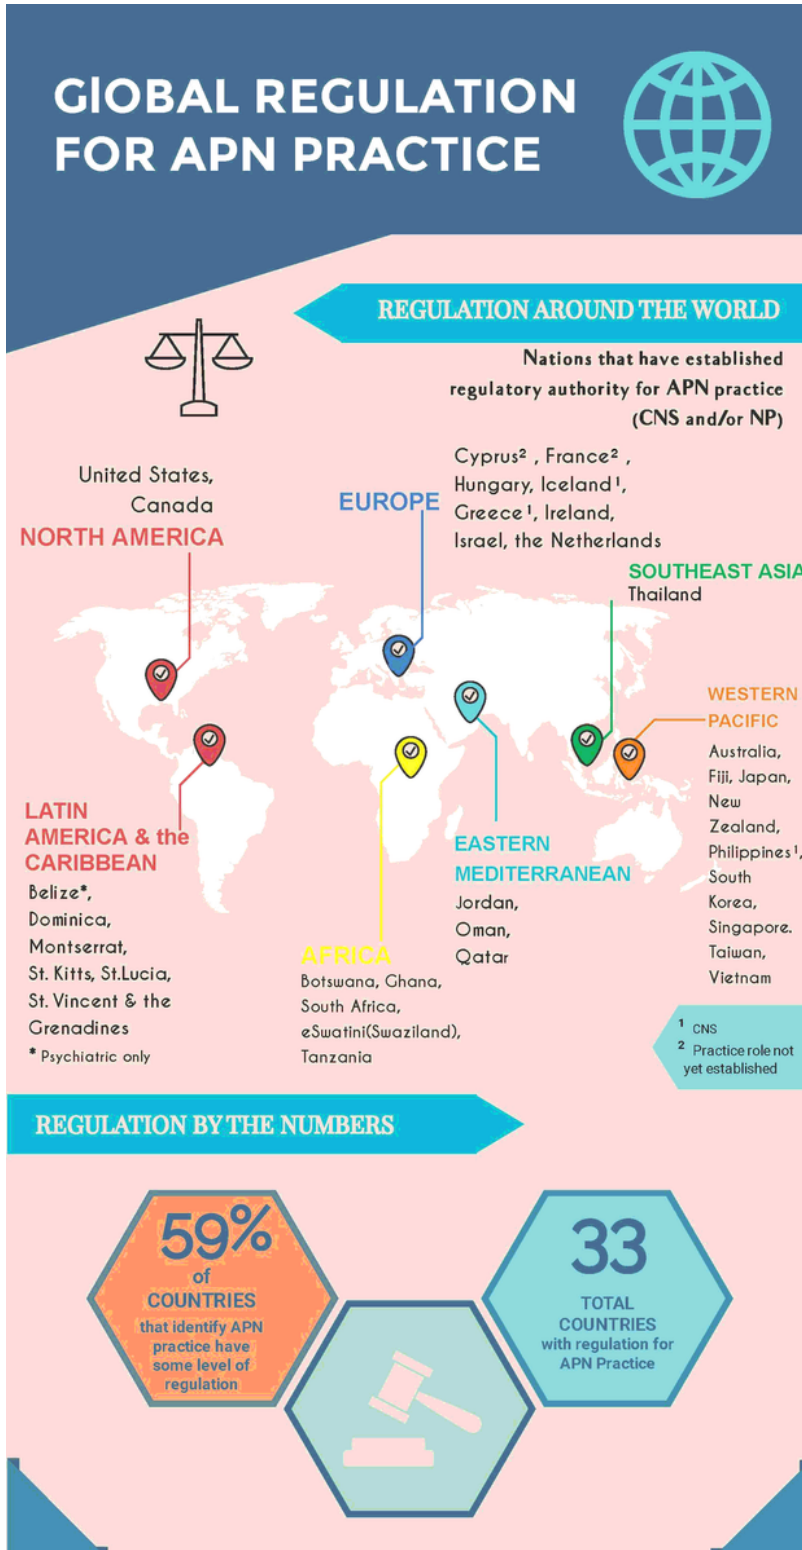 GlOBAL REGULATION
FOR APN PRACTICE
REGULATION AROUND THE WORLD
Nations that have established
regulatory authority for APN practice
(CNS and/or NP)
United States,
Canada
NORTH AMERICA
EUROPE
Cyprus² , France² ,
Hungary, Iceland¹,
Greece¹, Ireland,
Israel, the Netherlands
SOUTHEAST ASIA
Thailand
WESTERN
PACIFIC
Australia,
Fiji, Japan,
New
Zealand,
Philippines¹,
South
Korea,
Singapore.
Taiwan,
Vietnam
LATIN
AMERICA & the
CARIBBEAN
Belize*,
Dominica,
Montserrat,
St. Kitts, St.Lucia,
St. Vincent & the
Grenadines
* Psychiatric only
EASTERN
MEDITERRANEAN
Jordan,
Oman,
Qatar
AFRICA
Botswana, Ghana,
South Africa,
eSwatini(Swaziland),
Tanzania
¹ CNS
² Practice role not
yet established
REGULATION BY THE NUMBERS
59%
of
COUNTRIES
that identify APN
practice have
some level of
regulation
33
TOTAL
COUNTRIES
with regulation for
APN Practice